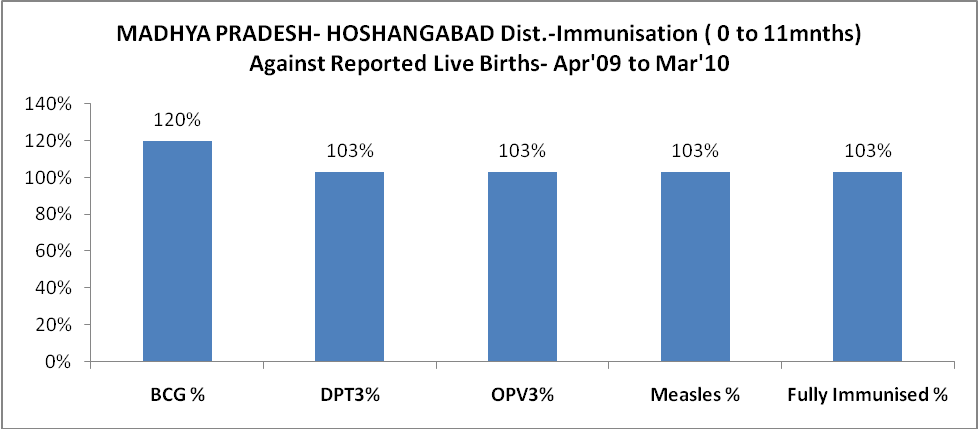 MADHYA PRADESH- HOSHANGABAD Dist.-Immunisation ( 0 to 11mnths)
Against Reported Live Births- Apr'09 to Mar'10
140%
120%
100%
80%
60%
40%
20%
0%
120%
103%
103%
103%
103%
BCG %
DPT3%
OPV3%
Measles %
Fully Immunised %